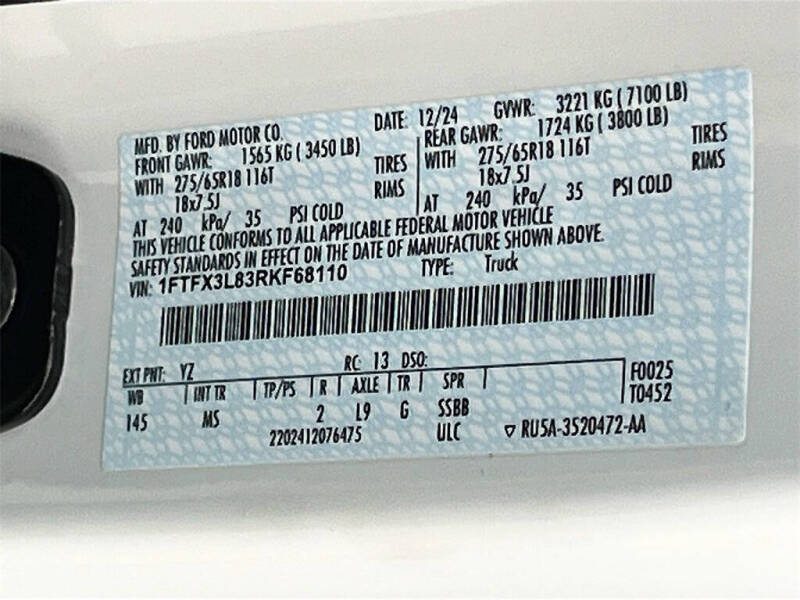 MFD. BY FORD MOTOR CO. DATE: 12/24 GVWR: 3221 KG ( 7100 LB)
FRONT GAWR: 1565 KG ( 3450 LB) REAR GAWR: 1724 KG ( 3800 LB)
WITH 275/65R18 116T TIRES WITH 275/65R18 116T TIRES
18x7.5J RIMS 18x7.5J RIMS
AT 240 kPa/ 35 PSI COLD AT 240 kPa/ 35 PSI COLD
THIS VEHICLE CONFORMS TO ALL APPLICABLE FEDERAL MOTOR VEHICLE
SAFETY STANDARDS IN EFFECT ON THE DATE OF MANUFACTURE SHOWN ABOVE.
VIN: 1FTFX3L83RKF68110 TYPE: Truck
EXT PNT: YZ RC: 13 DSO:
WB INT TR TP/PS R AXLE TR SPR F0025
145 MS 2 L9 G SSBB T0452
2202412076475 ULC ▽ RU5A-3520472-AA